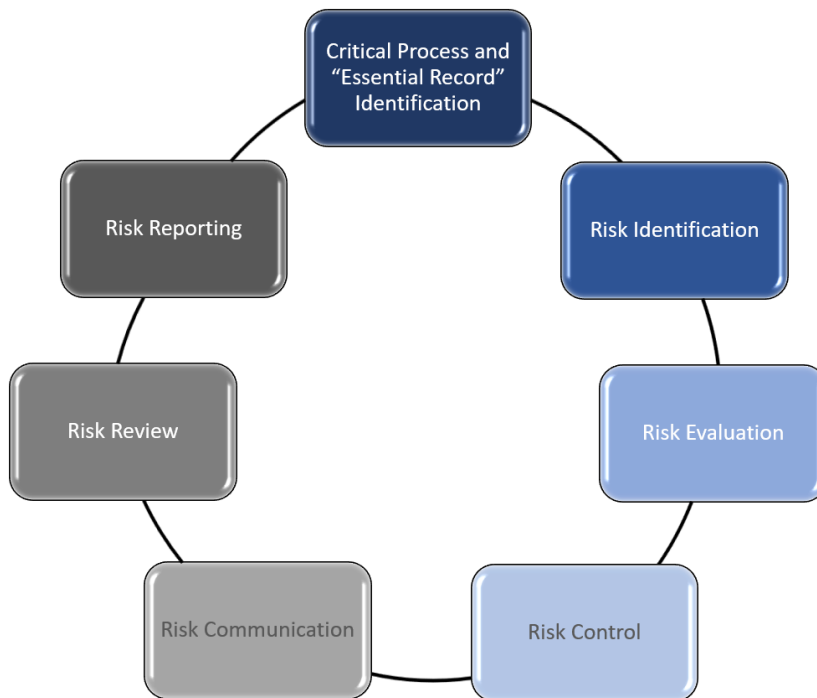 Critical Process and
“Essential Record”
Identification
Risk Identification
Risk Evaluation
Risk Control
Risk Communication
Risk Review
Risk Reporting